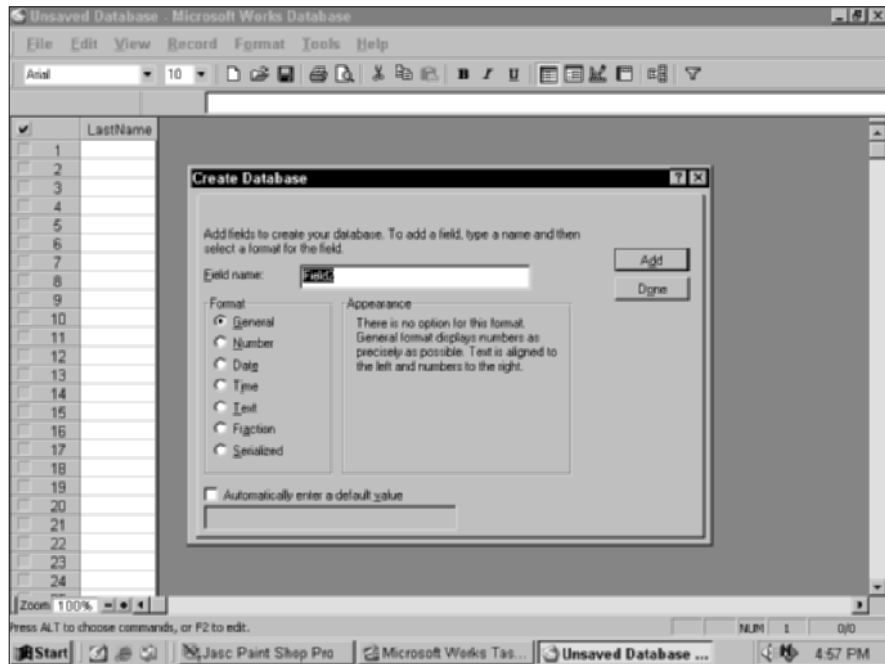 Unsaved Database - Microsoft Works Database
File Edit View Record Format Tools Help
Arial 10 B I U
LastName
1
2
3
4
5
6
7
8
9
10
11
12
13
14
15
16
17
18
19
20
21
22
23
24
Create Database
Add fields to create your database. To add a field, type a name and then
select a format for the field.
Field name: Field2
Add
Done
Format
General
Number
Date
Time
Text
Fraction
Serialized
Appearance
There is no option for this format.
General format displays numbers as
precisely as possible. Text is aligned to
the left and numbers to the right.
Automatically enter a default value
Zoom 100%
Press ALT to choose commands, or F2 to edit. NUM 1 0/0
Start Jasc Paint Shop Pro Microsoft Works Tas... Unsaved Database ... 4:57 PM